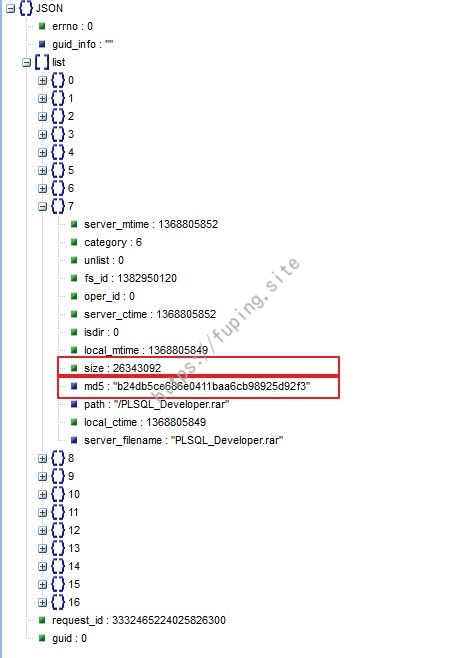 JSON
errno : 0
guid_info : ""
list
0
1
2
3
4
5
6
7
server_mtime : 1368805852
category : 6
unlist : 0
fs_id : 1382950120
oper_id : 0
server_ctime : 1368805852
isdir : 0
local_mtime : 1368805849
size : 26343092
md5 : "b24db5ce686e0411baa6cb98925d92f3"
path : "/PLSQL_Developer.rar"
local_ctime : 1368805849
server_filename : "PLSQL_Developer.rar"
8
9
10
11
12
13
14
15
16
request_id : 3332465224025826300
guid : 0
https://fuping.site